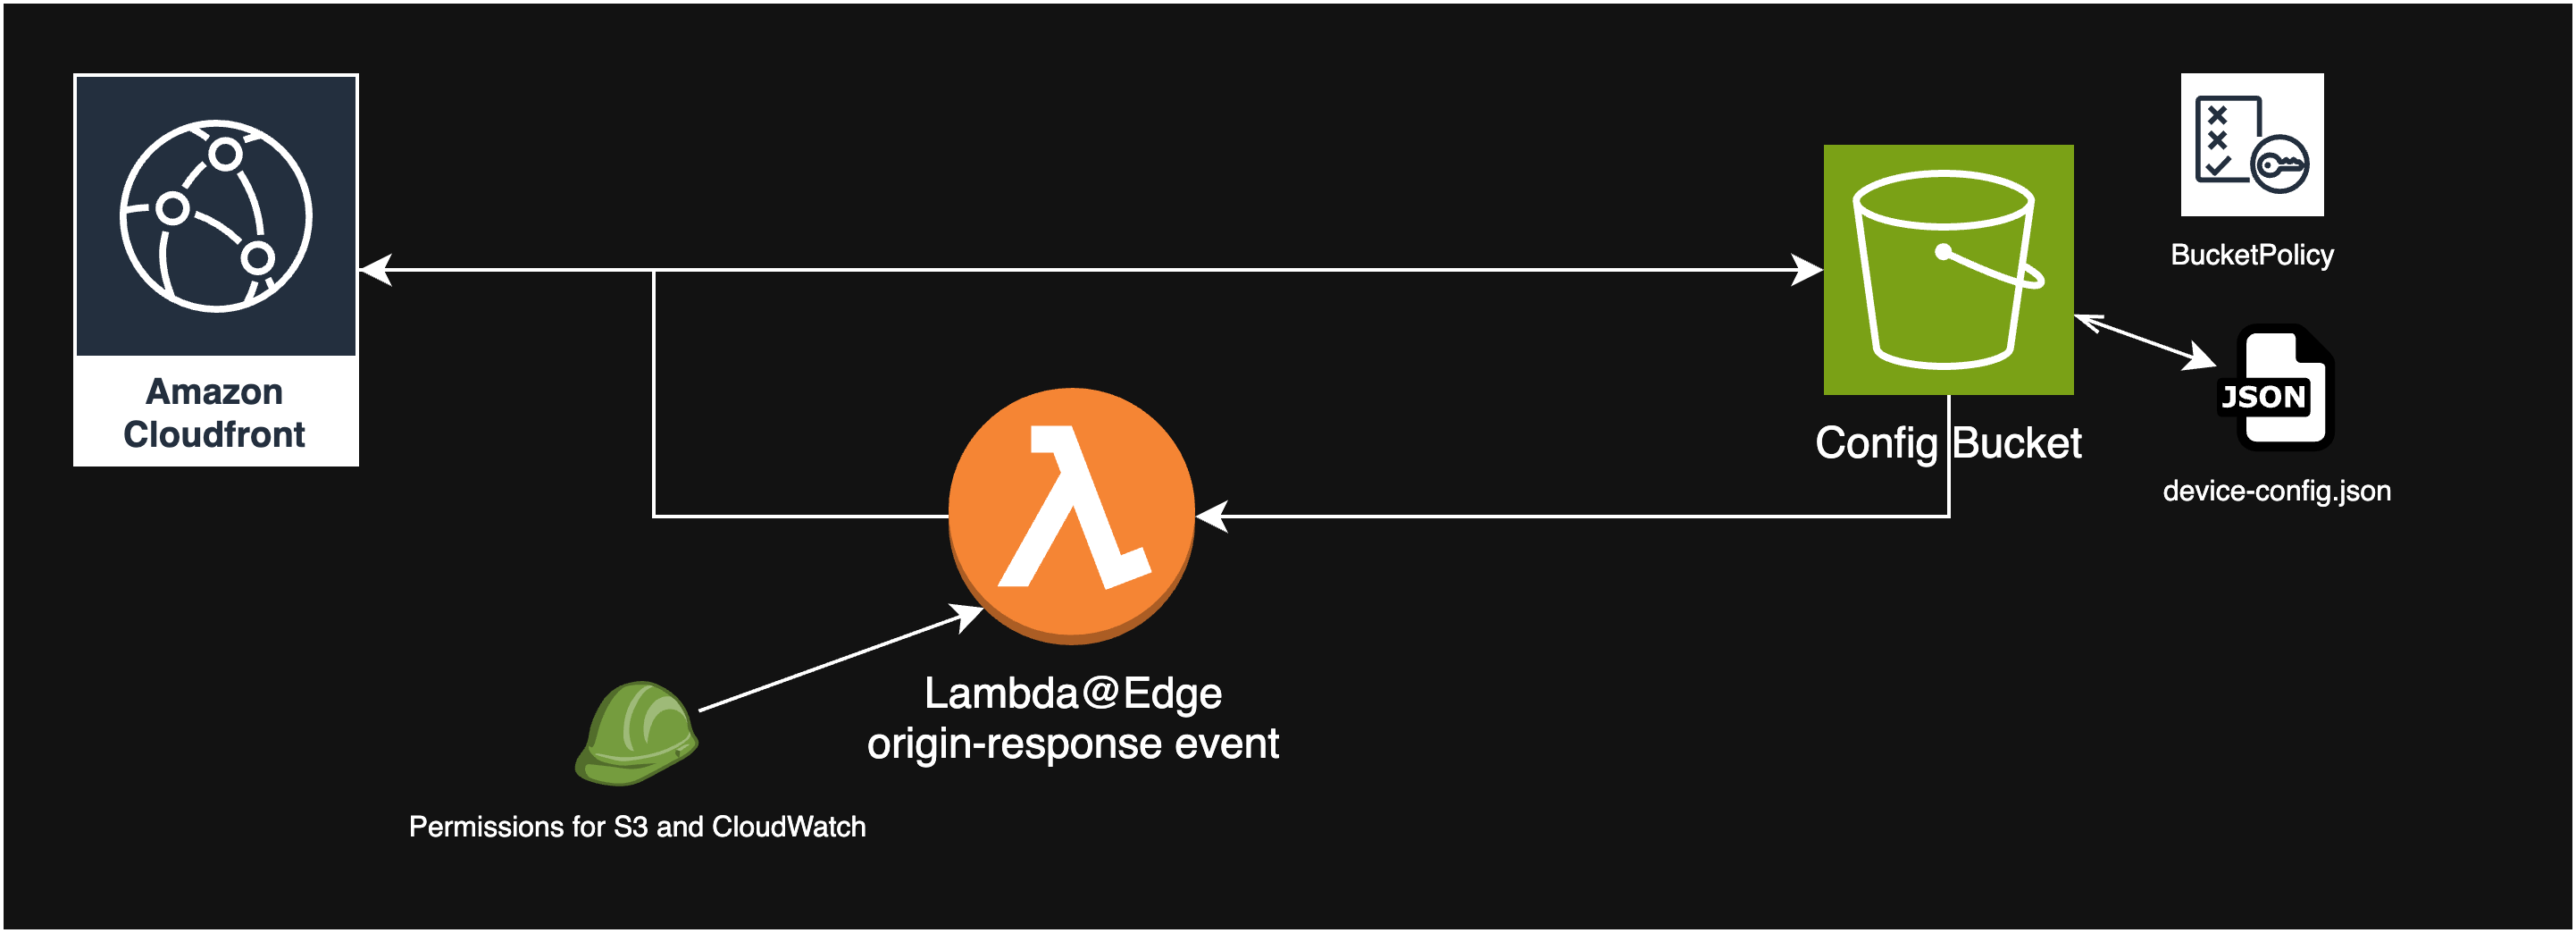 Amazon
Cloudfront
BucketPolicy
Config Bucket
JSON
device-config.json
Lambda@Edge
origin-response event
Permissions for S3 and CloudWatch